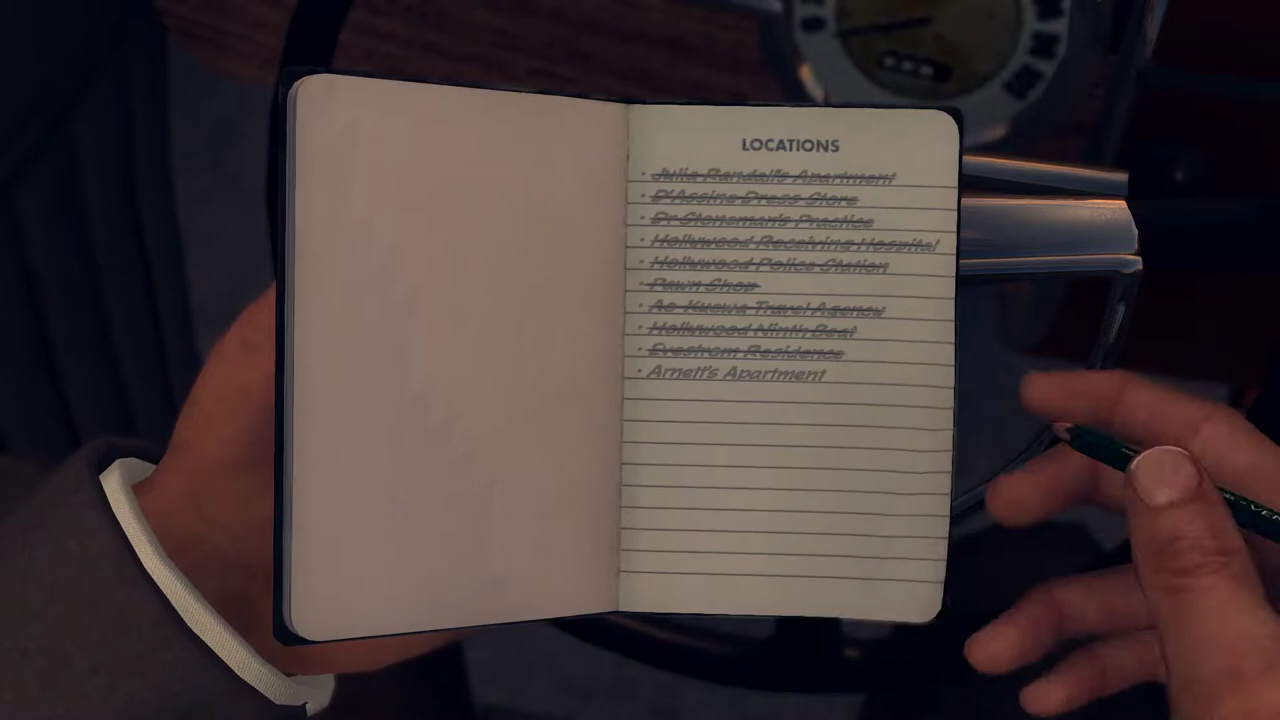 LOCATIONS
· Julia Randall's Apartment
· D'Assine Dress Store
· Dr Stoneman's Practice
· Hollywood Receiving Hospital
· Hollywood Police Station
· Pawn Shop
· Ao Kuewa Travel Agency
· Hollywood Ninth Beat
· Evestrom Residence
· Arnett's Apartment